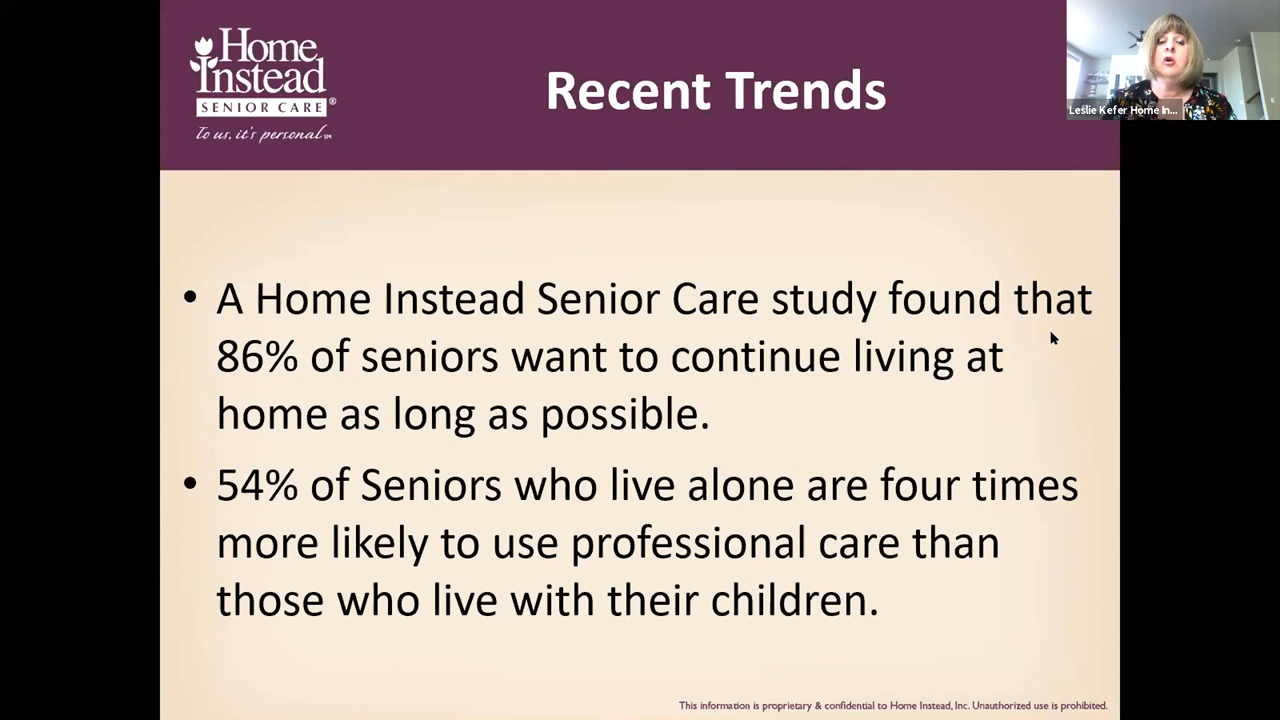 Home
Instead
SENIOR CARE®
To us, it's personal.SM
Recent Trends
Leslie Kefer Home In...
• A Home Instead Senior Care study found that
86% of seniors want to continue living at
home as long as possible.
• 54% of Seniors who live alone are four times
more likely to use professional care than
those who live with their children.
This information is proprietary & confidential to Home Instead, Inc. Unauthorized use is prohibited.